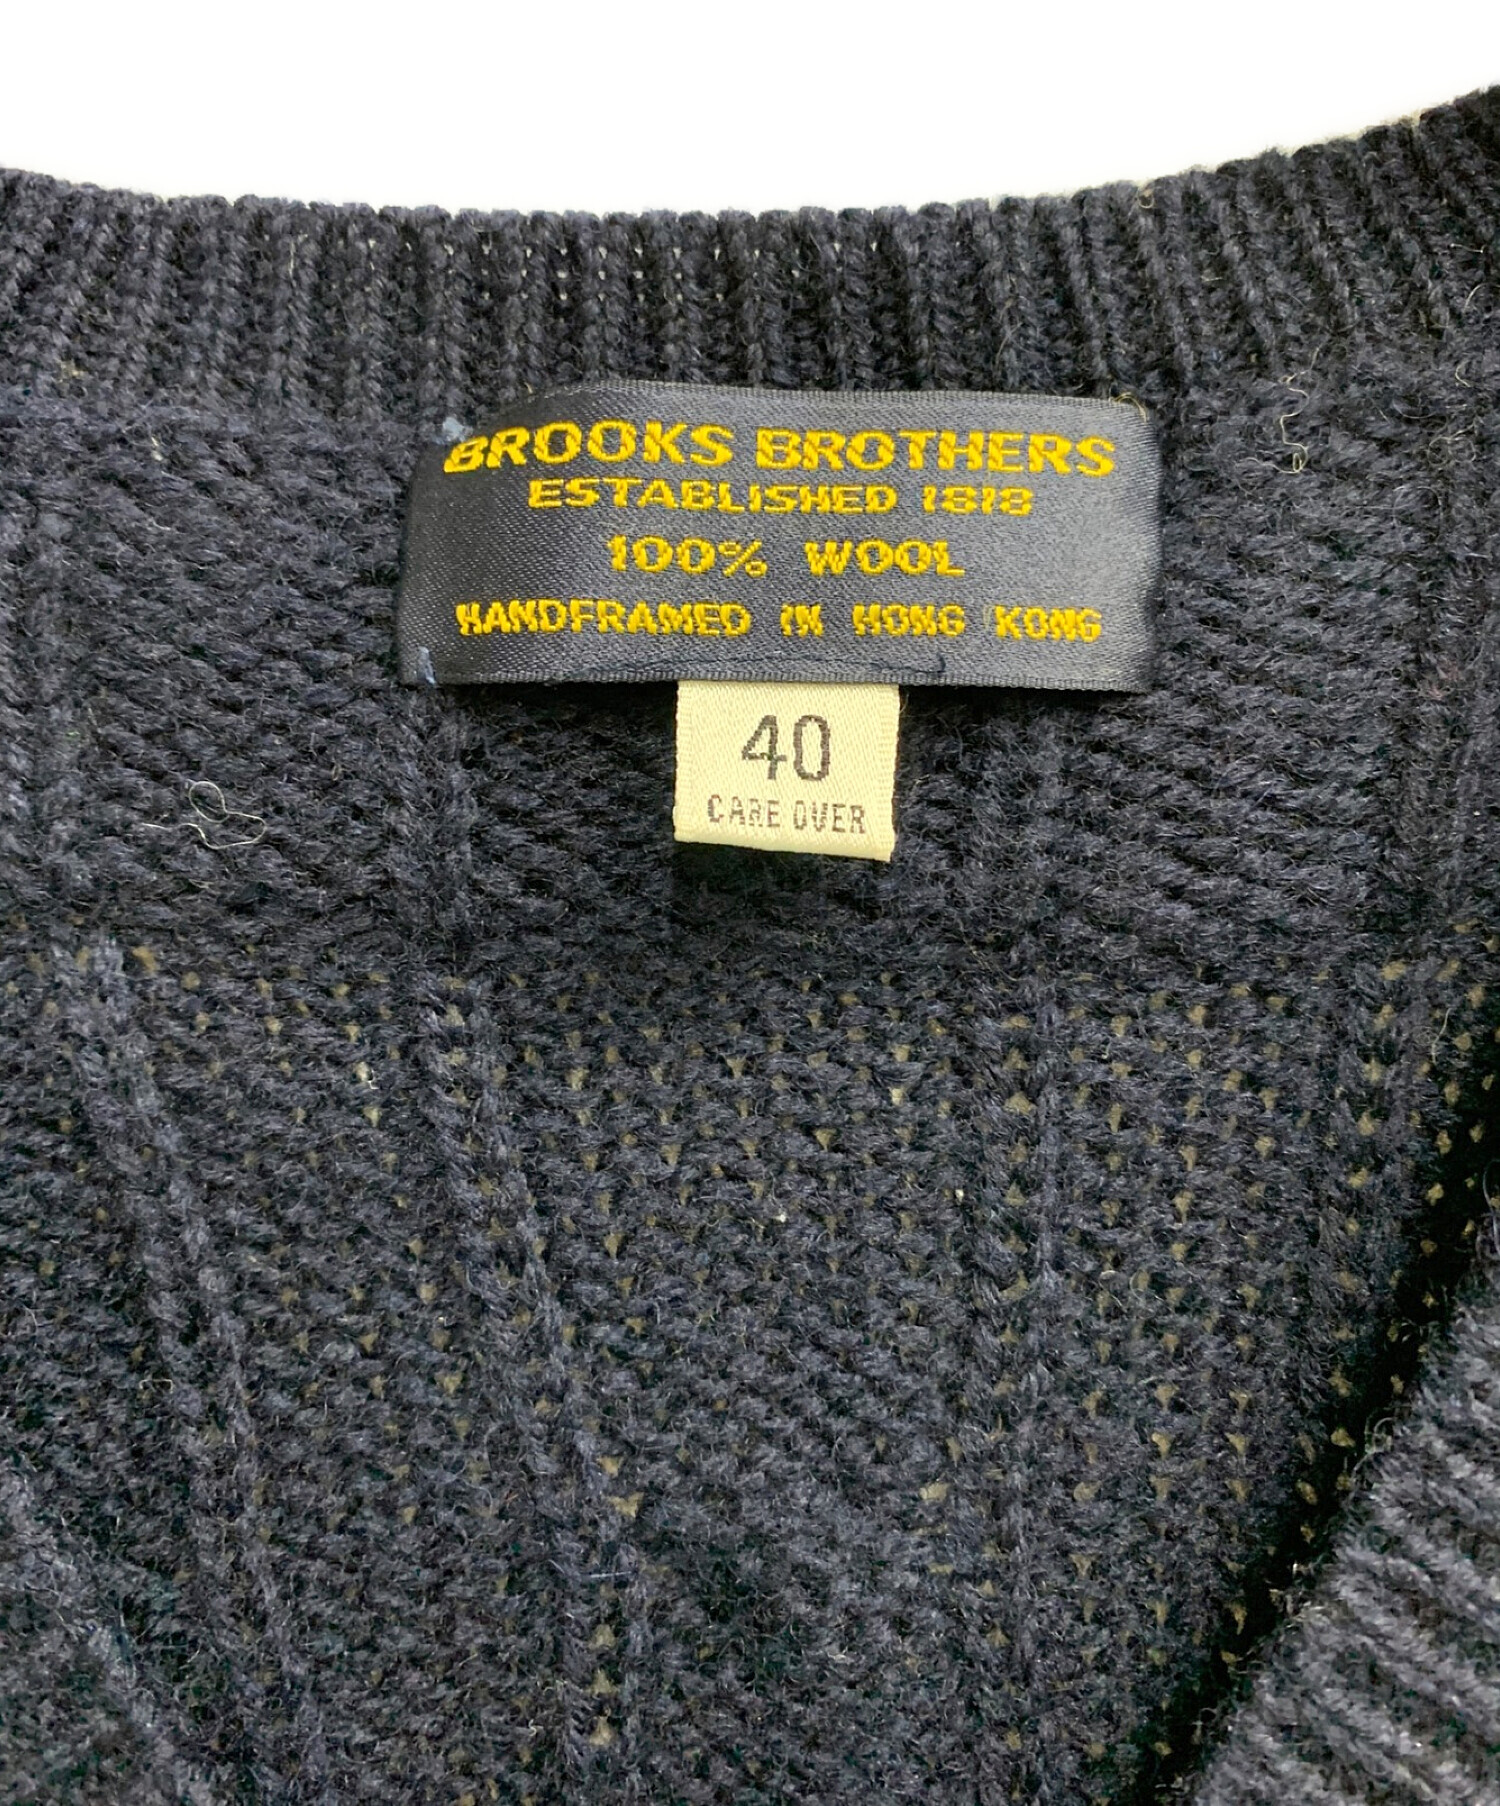 BROOKS BROTHERS
ESTABLISHED 1818
100% WOOL
HANDFRAMED IN HONG KONG
40
CARE OVER